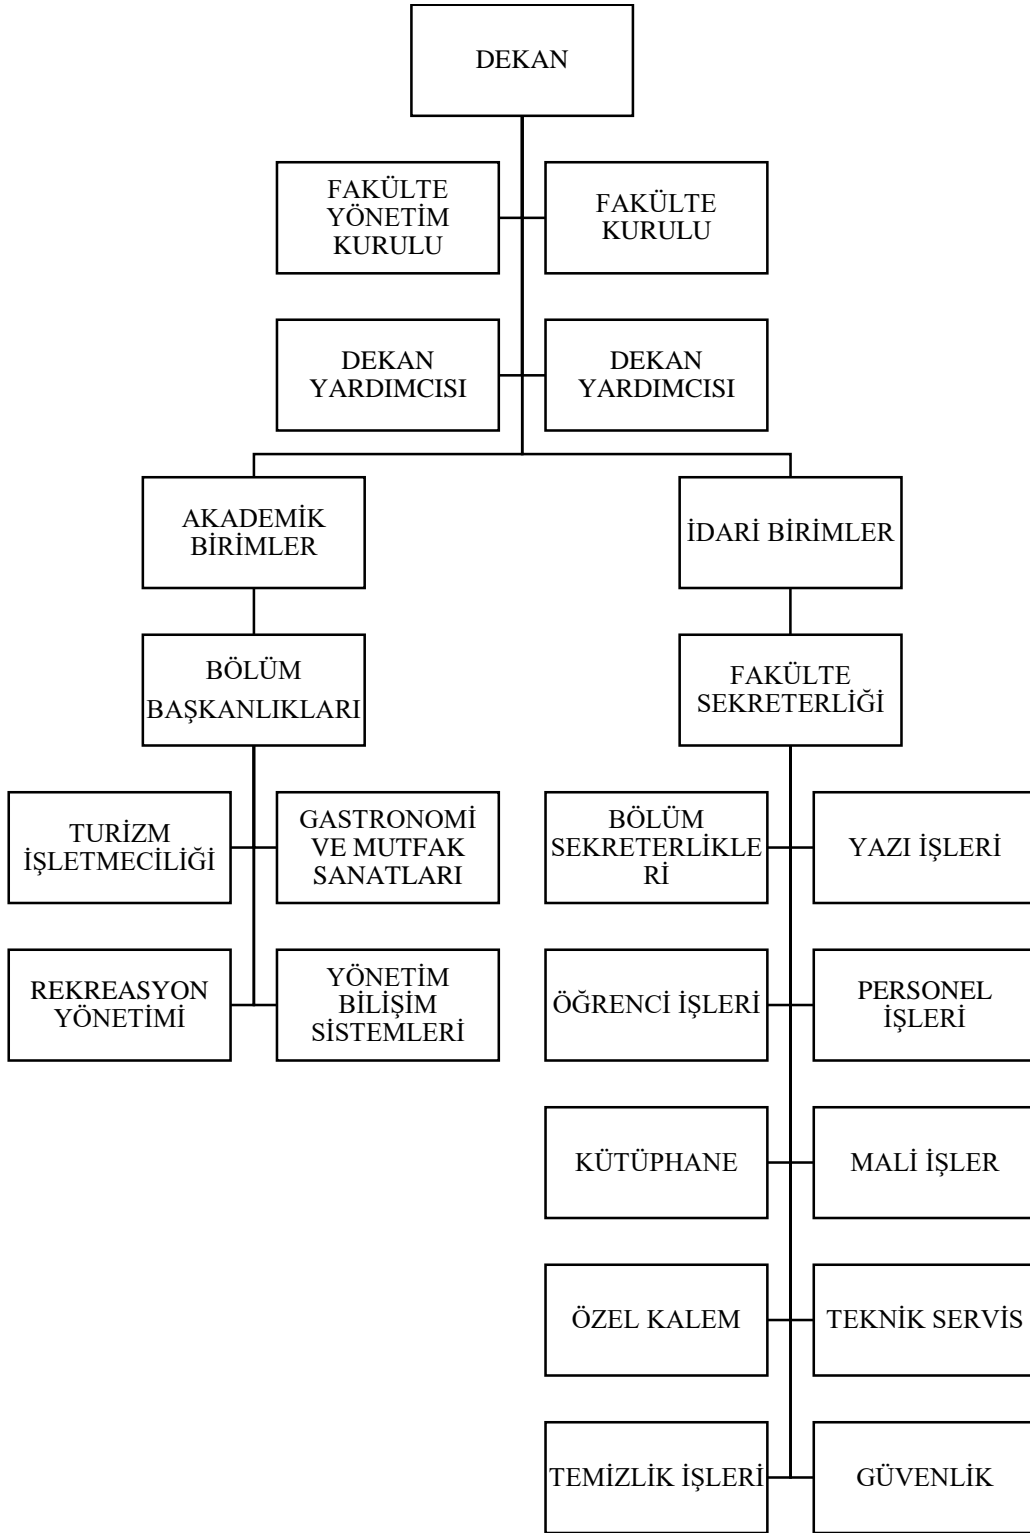 DEKAN
FAKÜLTE
YÖNETİM
KURULU
FAKÜLTE
KURULU
DEKAN
YARDIMCISI
DEKAN
YARDIMCISI
AKADEMİK
BİRİMLER
İDARİ BİRİMLER
BÖLÜM
BAŞKANLIKLARI
FAKÜLTE
SEKRETERLİĞİ
TURİZM
İŞLETMECİLİĞİ
GASTRONOMİ
VE MUTFAK
SANATLARI
BÖLÜM
SEKRETERLİKLE
Rİ
YAZI İŞLERİ
REKREASYON
YÖNETİMİ
YÖNETİM
BİLİŞİM
SİSTEMLERİ
ÖĞRENCİ İŞLERİ
PERSONEL
İŞLERİ
KÜTÜPHANE
MALİ İŞLER
ÖZEL KALEM
TEKNİK SERVİS
TEMİZLİK İŞLERİ
GÜVENLİK